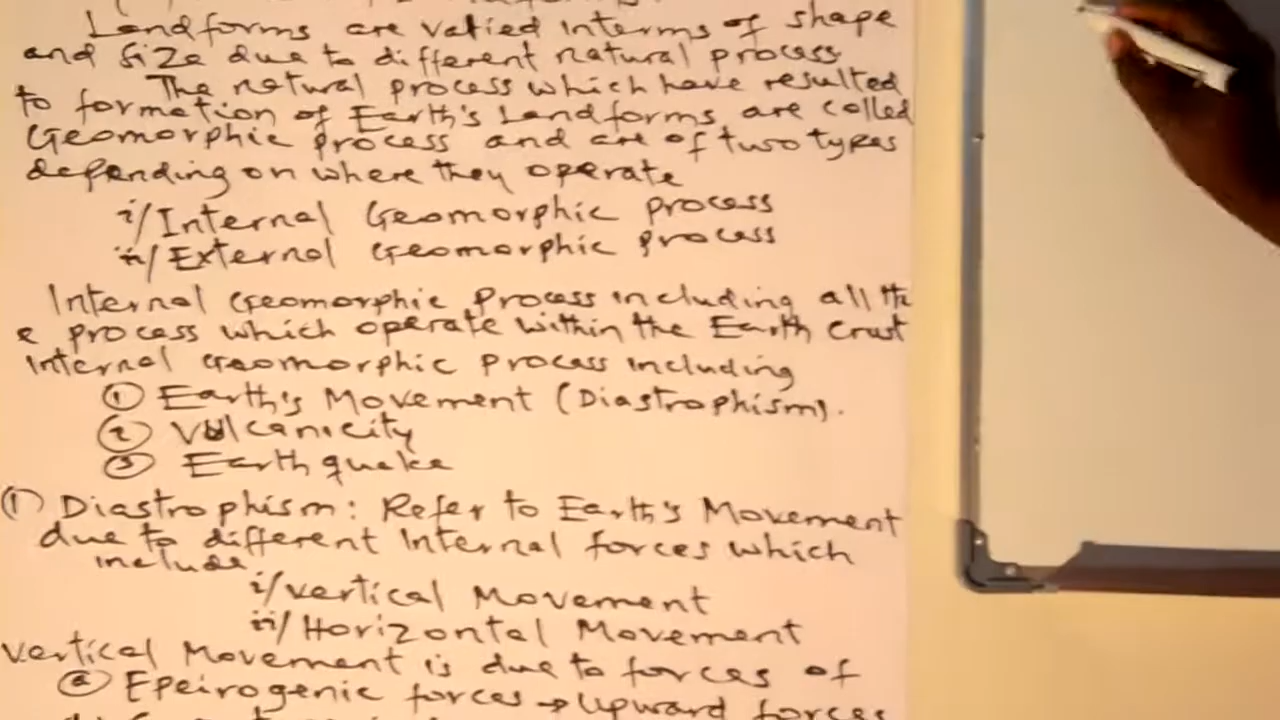 Landforms are varied interms of shape
and size due to different natural process
The natural process which have resulted
to formation of Earth's Landforms are called
Geomorphic process and are of two types
depending on where they operate
i/ Internal Geomorphic process
ii/ External Geomorphic process
Internal Geomorphic Process including all th
e process which operate within the Earth crust
Internal Geomorphic process including
① Earth's Movement (Diastrophism).
② Vulcanicity
③ Earthquake
① Diastrophism: Refer to Earth's Movement
due to different Internal forces which
include
i/ vertical Movement
ii/ Horizontal Movement
vertical Movement is due to forces of
ⓐ Epeirogenic forces → Upward forces